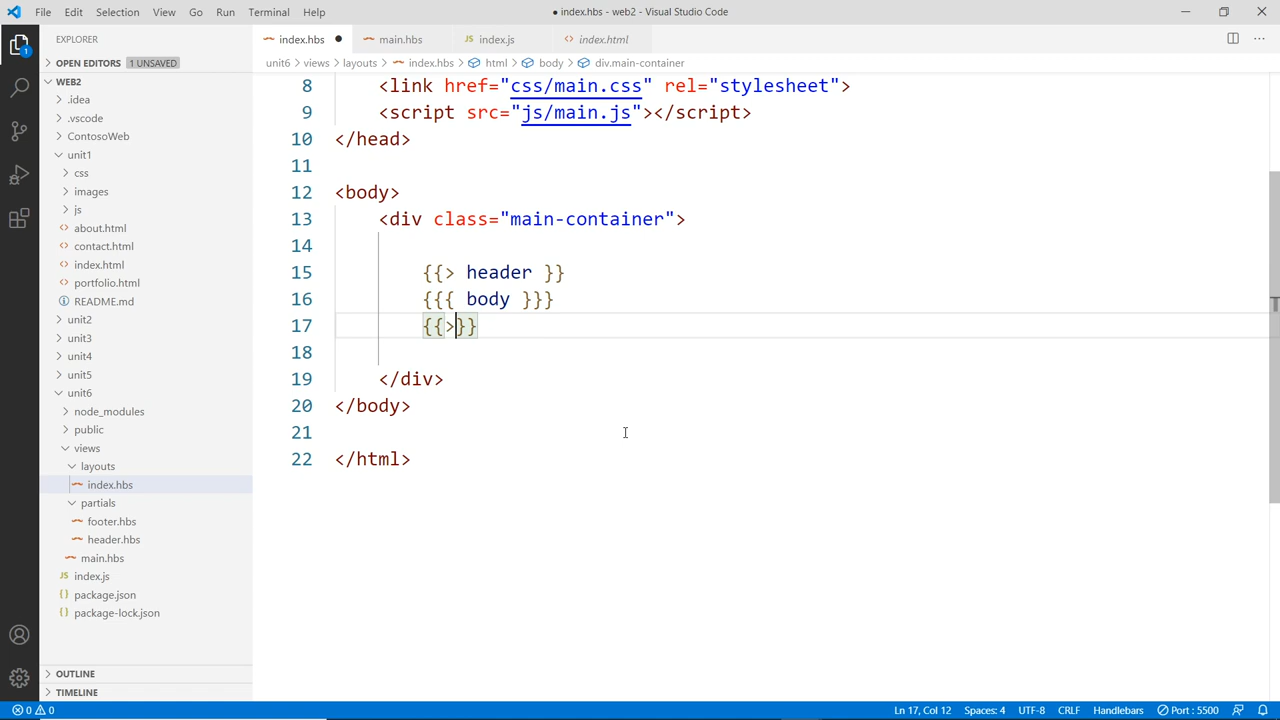 File Edit Selection View Go Run Terminal Help ● index.hbs - web2 - Visual Studio Code
EXPLORER
index.hbs ● main.hbs JS index.js <> index.html
1
OPEN EDITORS 1 UNSAVED
unit6 > views > layouts > index.hbs > html > body > div.main-container
WEB2
.idea
.vscode
ContosoWeb
unit1
css
images
js
<> about.html
<> contact.html
<> index.html
<> portfolio.html
README.md
unit2
unit3
unit4
unit5
unit6
node_modules
public
views
layouts
index.hbs
partials
footer.hbs
header.hbs
main.hbs
JS index.js
{} package.json
{} package-lock.json
OUTLINE
TIMELINE
8 <link href="css/main.css" rel="stylesheet">
9 <script src="js/main.js"></script>
10 </head>
11
12 <body>
13 <div class="main-container">
14
15 {{> header }}
16 {{{ body }}}
17 {{>}}
18
19 </div>
20 </body>
21
22 </html>
0 0 Ln 17, Col 12 Spaces: 4 UTF-8 CRLF Handlebars Port : 5500